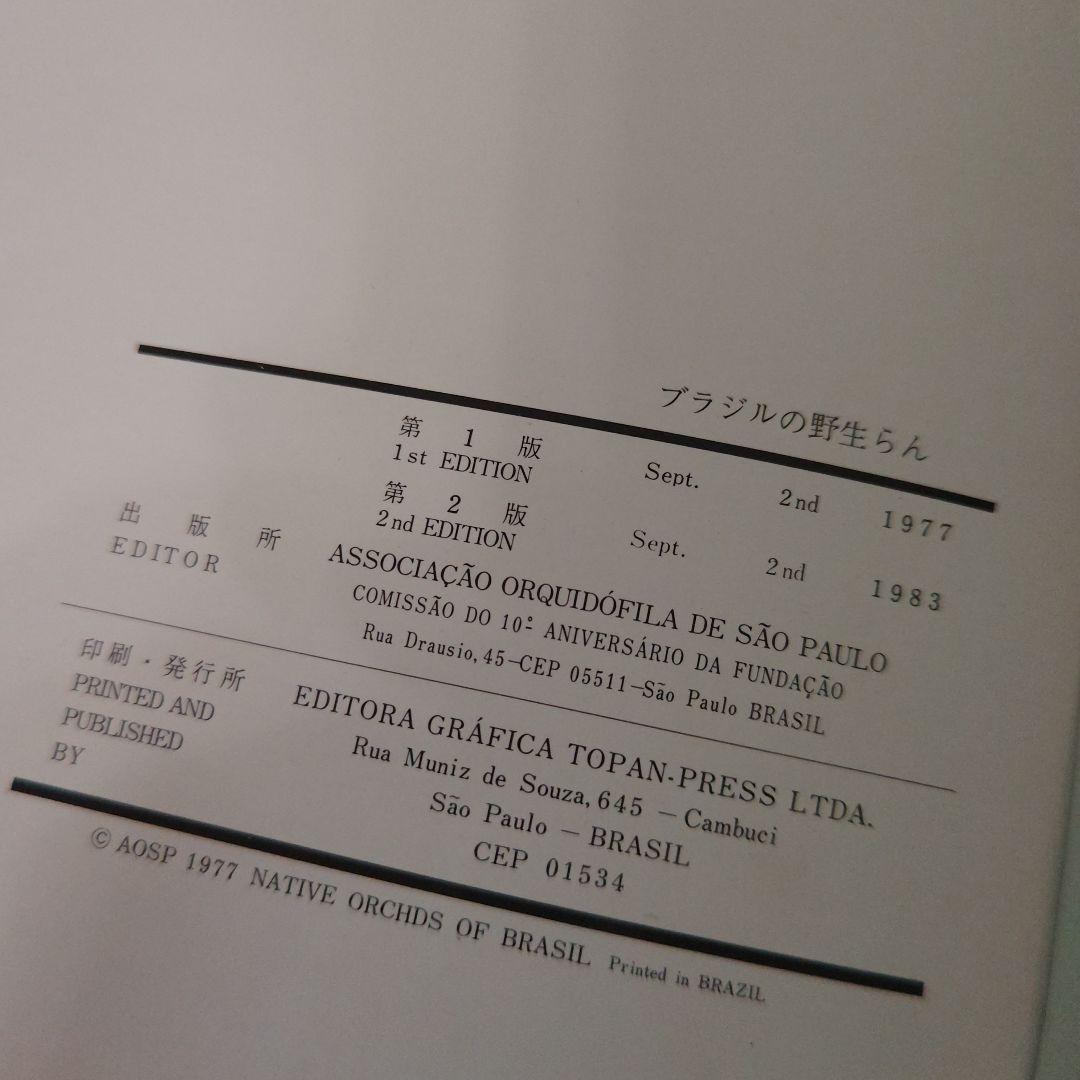 ブラジルの野生らん
第 1 版
1st EDITION Sept. 2nd 1977
第 2 版
2nd EDITION Sept. 2nd 1983
出 版 所
EDITOR
ASSOCIAÇÃO ORQUIDÓFILA DE SÃO PAULO
COMISSÃO DO 10º ANIVERSÁRIO DA FUNDAÇÃO
Rua Drausio, 45—CEP 05511—São Paulo BRASIL
印刷・発行所
PRINTED AND
PUBLISHED
BY
EDITORA GRÁFICA TOPAN-PRESS LTDA.
Rua Muniz de Souza, 645 — Cambuci
São Paulo — BRASIL
CEP 01534
© AOSP 1977 NATIVE ORCHDS OF BRASIL Printed in BRAZIL